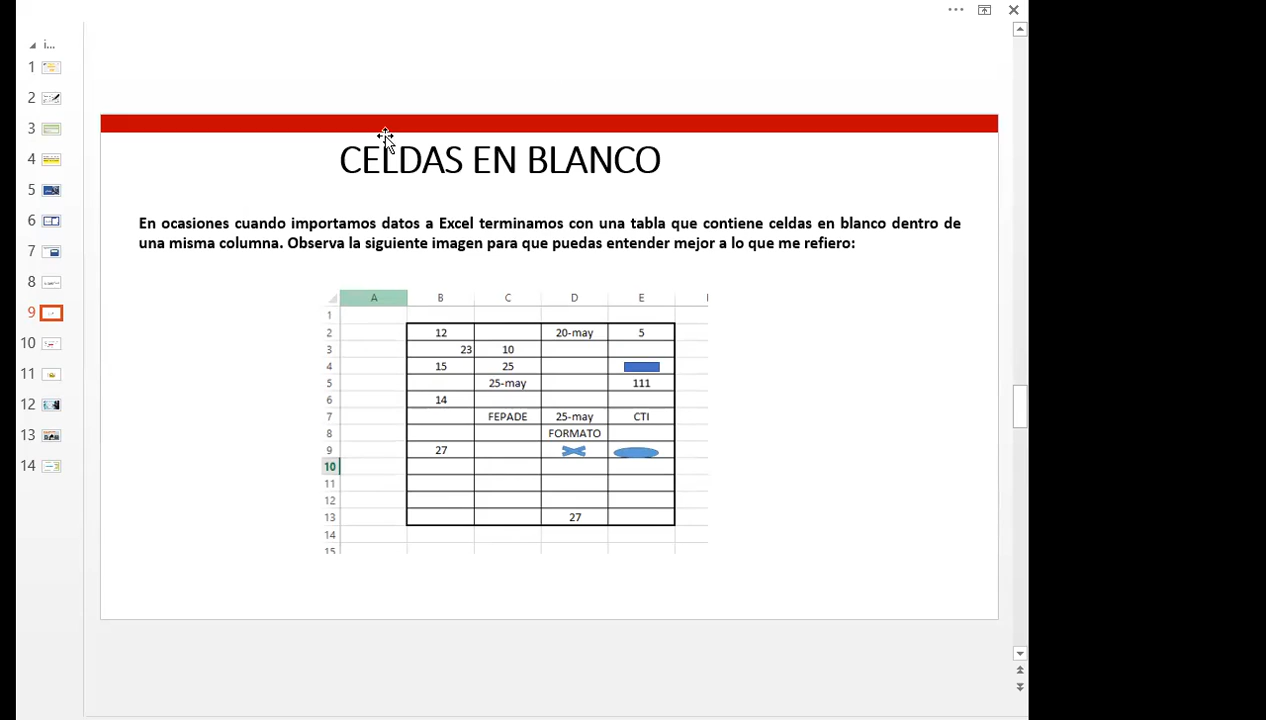 i...
1
2
3
4
5
6
7
8
9
10
11
12
13
14
CELDAS EN BLANCO
En ocasiones cuando importamos datos a Excel terminamos con una tabla que contiene celdas en blanco dentro de
una misma columna. Observa la siguiente imagen para que puedas entender mejor a lo que me refiero:
A B C D E
1
2 12 20-may 5
3 23 10
4 15 25
5 25-may 111
6 14
7 FEPADE 25-may CTI
8 FORMATO
9 27
10
11
12
13 27
14
15